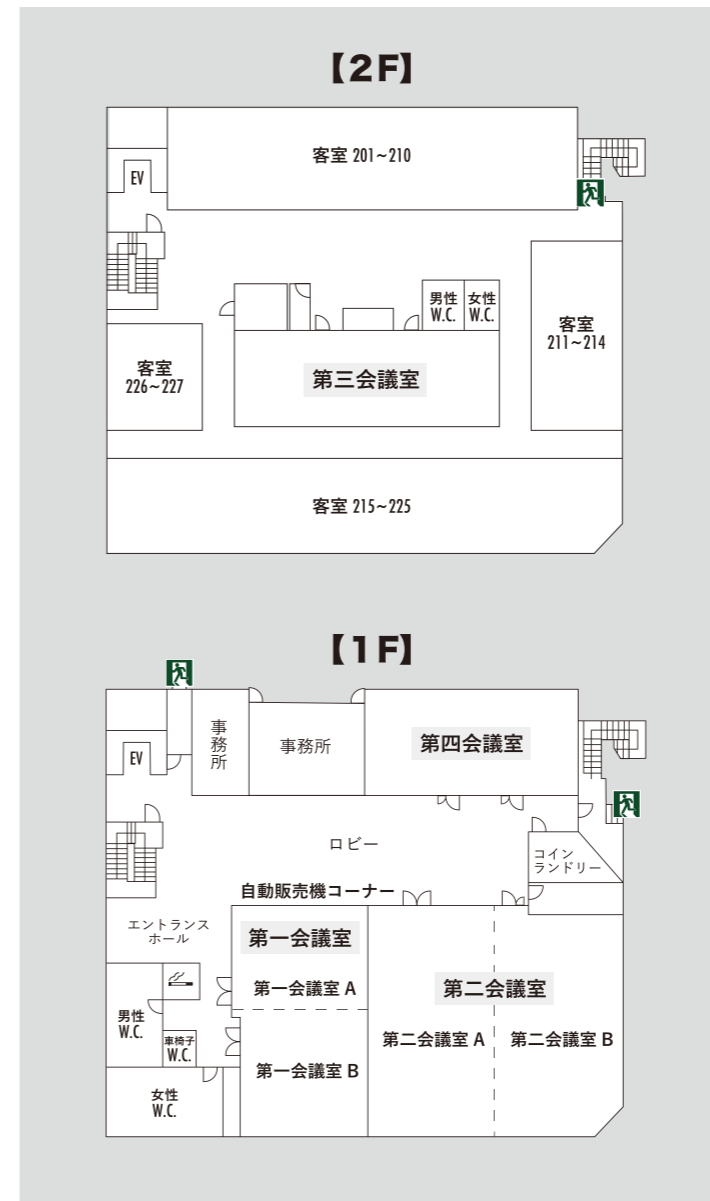 【2F】
客室 201~210
EV
男性
W.C.
女性
W.C.
客室
211~214
客室
226~227
第三会議室
客室 215~225
【1F】
事務所
事務所
第四会議室
EV
ロビー
コイン
ランドリー
自動販売機コーナー
エントランス
ホール
第一会議室
第一会議室 A
第二会議室
男性
W.C.
車椅子
W.C.
第二会議室 A
第二会議室 B
第一会議室 B
女性
W.C.